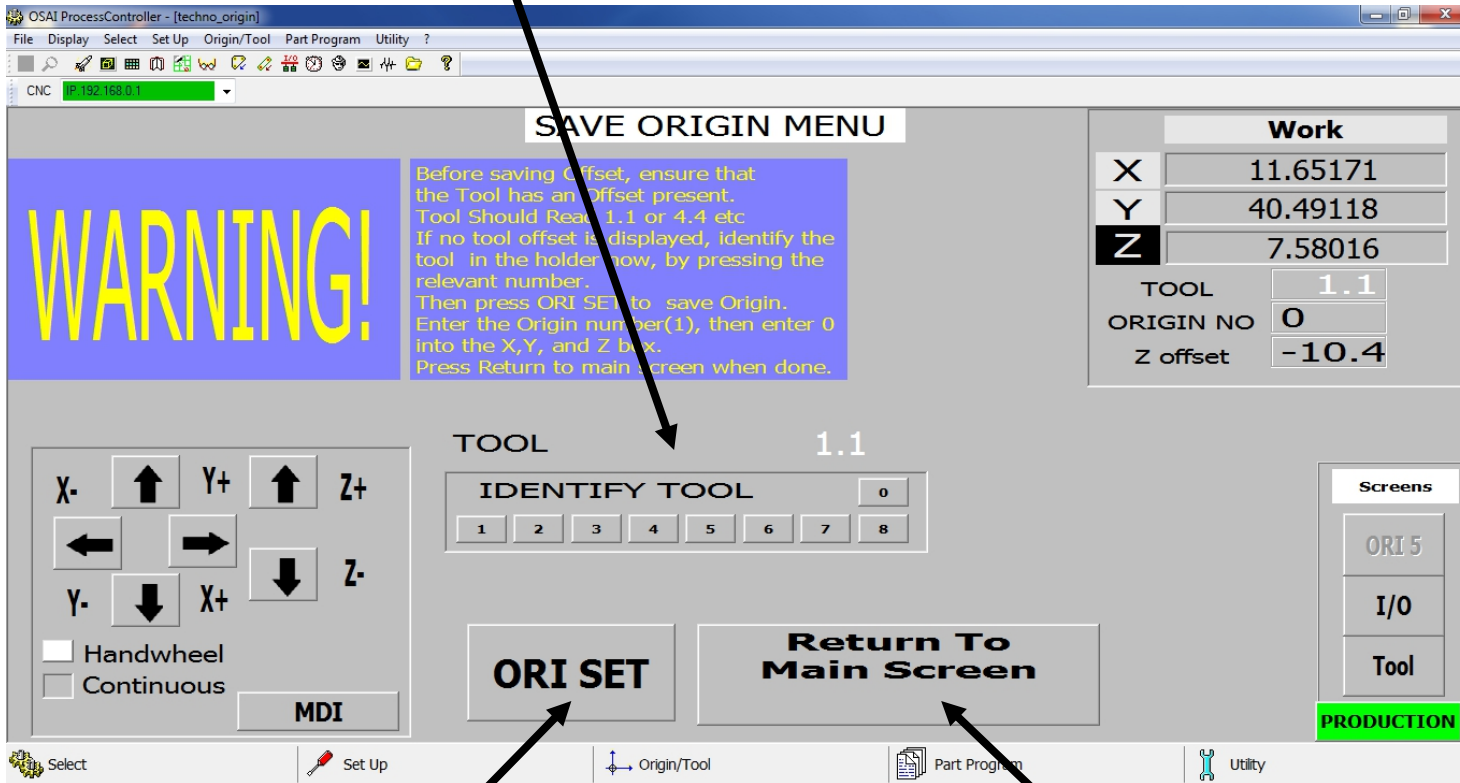 OSAI ProcessController - [techno_origin]
File Display Select Set Up Origin/Tool Part Program Utility ?
CNC IP.192.168.0.1
SAVE ORIGIN MENU
WARNING!
Before saving Offset, ensure that
the Tool has an Offset present.
Tool Should Read 1.1 or 4.4 etc
If no tool offset is displayed, identify the
tool in the holder now, by pressing the
relevant number.
Then press ORI SET to save Origin.
Enter the Origin number(1), then enter 0
into the X,Y, and Z box.
Press Return to main screen when done.
Work
X 11.65171
Y 40.49118
Z 7.58016
TOOL 1.1
ORIGIN NO 0
Z offset -10.4
TOOL 1.1
IDENTIFY TOOL 0
1 2 3 4 5 6 7 8
X- Y+ Z+
Y- X+ Z-
Handwheel
Continuous
MDI
ORI SET
Return To
Main Screen
Screens
ORI 5
I/O
Tool
PRODUCTION
Select Set Up Origin/Tool Part Program Utility